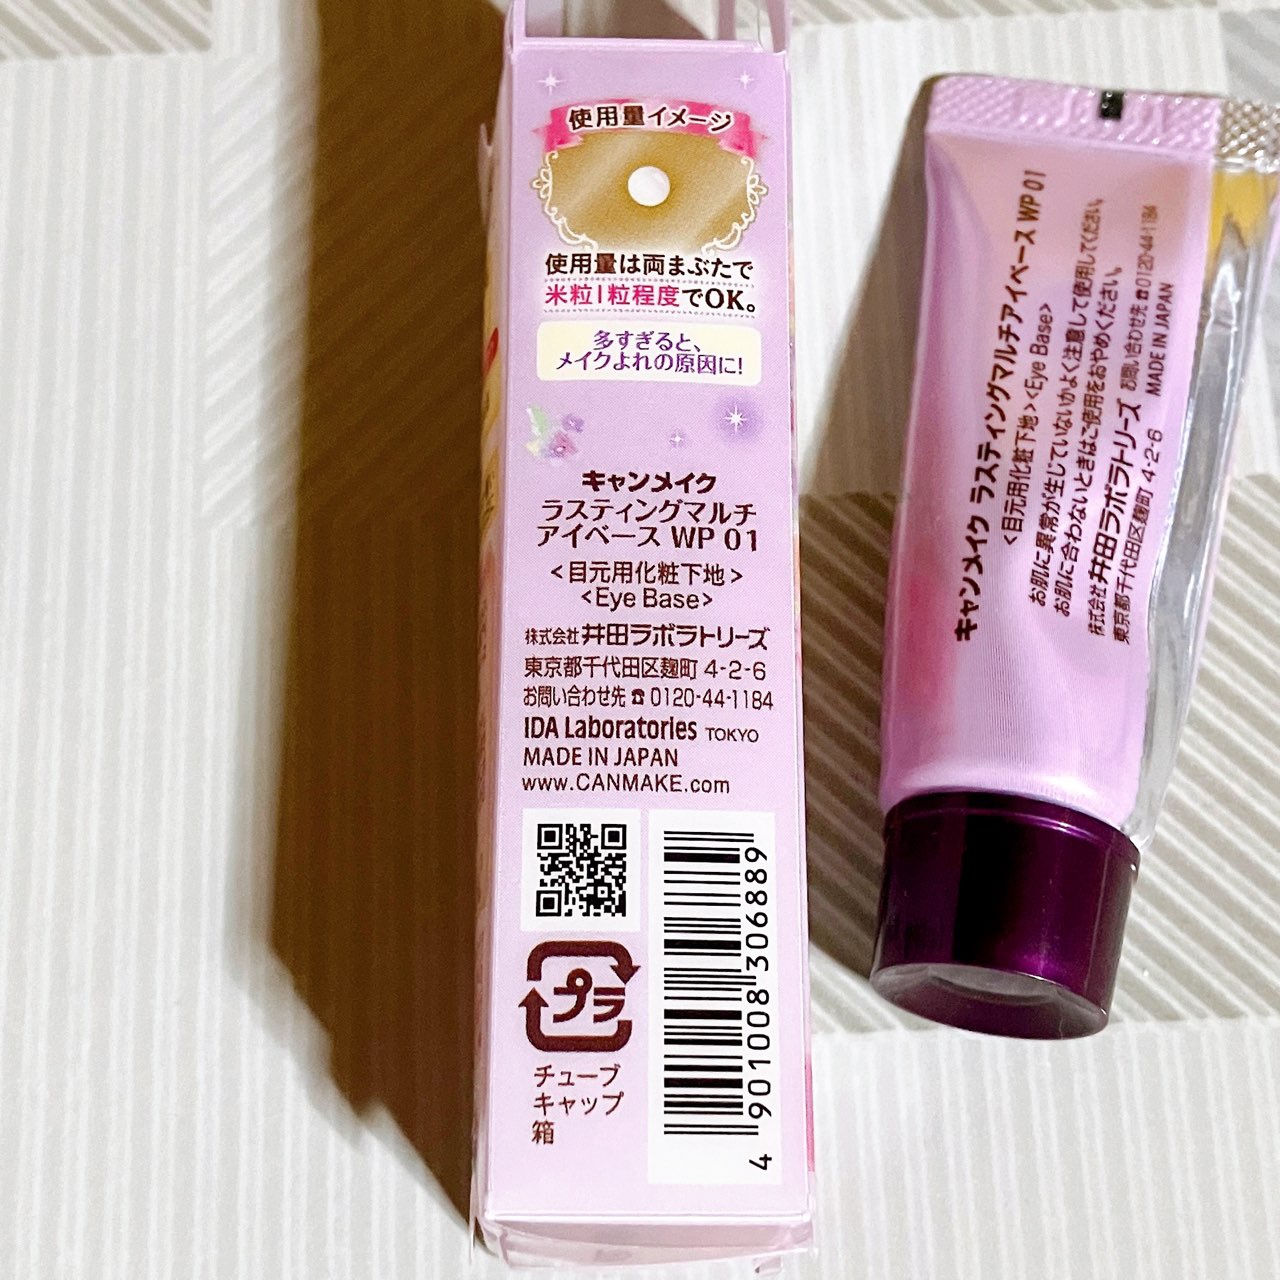 使用量イメージ
使用量は両まぶたで
米粒1粒程度でOK。
多すぎると、
メイクよれの原因に!
キャンメイク
ラスティングマルチ
アイベース WP 01
<目元用化粧下地>
<Eye Base>
株式会社 井田ラボラトリーズ
東京都千代田区麹町 4-2-6
お問い合わせ先 ☎ 0120-44-1184
IDA Laboratories TOKYO
MADE IN JAPAN
www.CANMAKE.com
プラ
チューブ
キャップ
箱
4 901008 306889
キャンメイク ラスティングマルチアイベース WP 01
<目元用化粧下地><Eye Base>
お肌に異常が生じていないかよく注意して使用してください。
お肌に合わないときはご使用をおやめください。
株式会社 井田ラボラトリーズ お問い合わせ先 ☎0120-44-1184
東京都千代田区麹町 4-2-6 MADE IN JAPAN